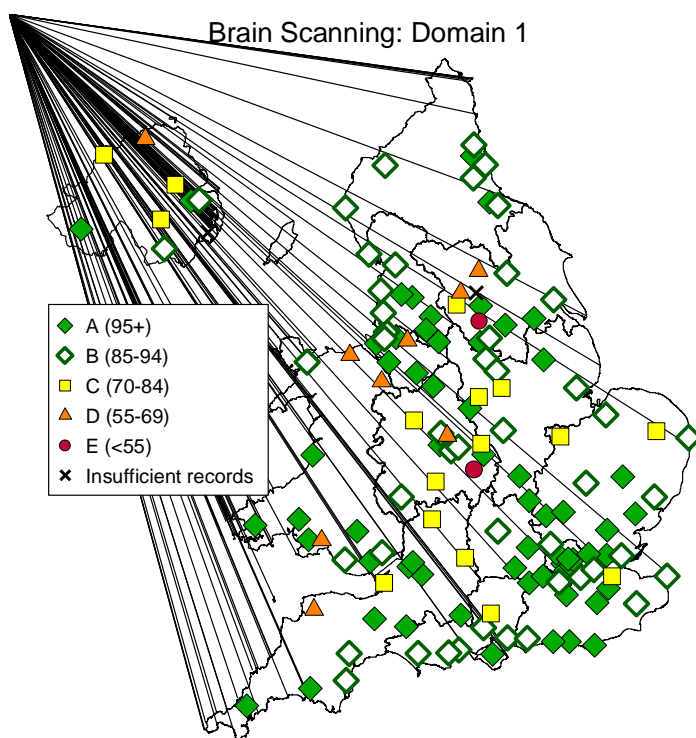 Brain Scanning: Domain 1
A (95+)
B (85-94)
C (70-84)
D (55-69)
E (<55)
Insufficient records